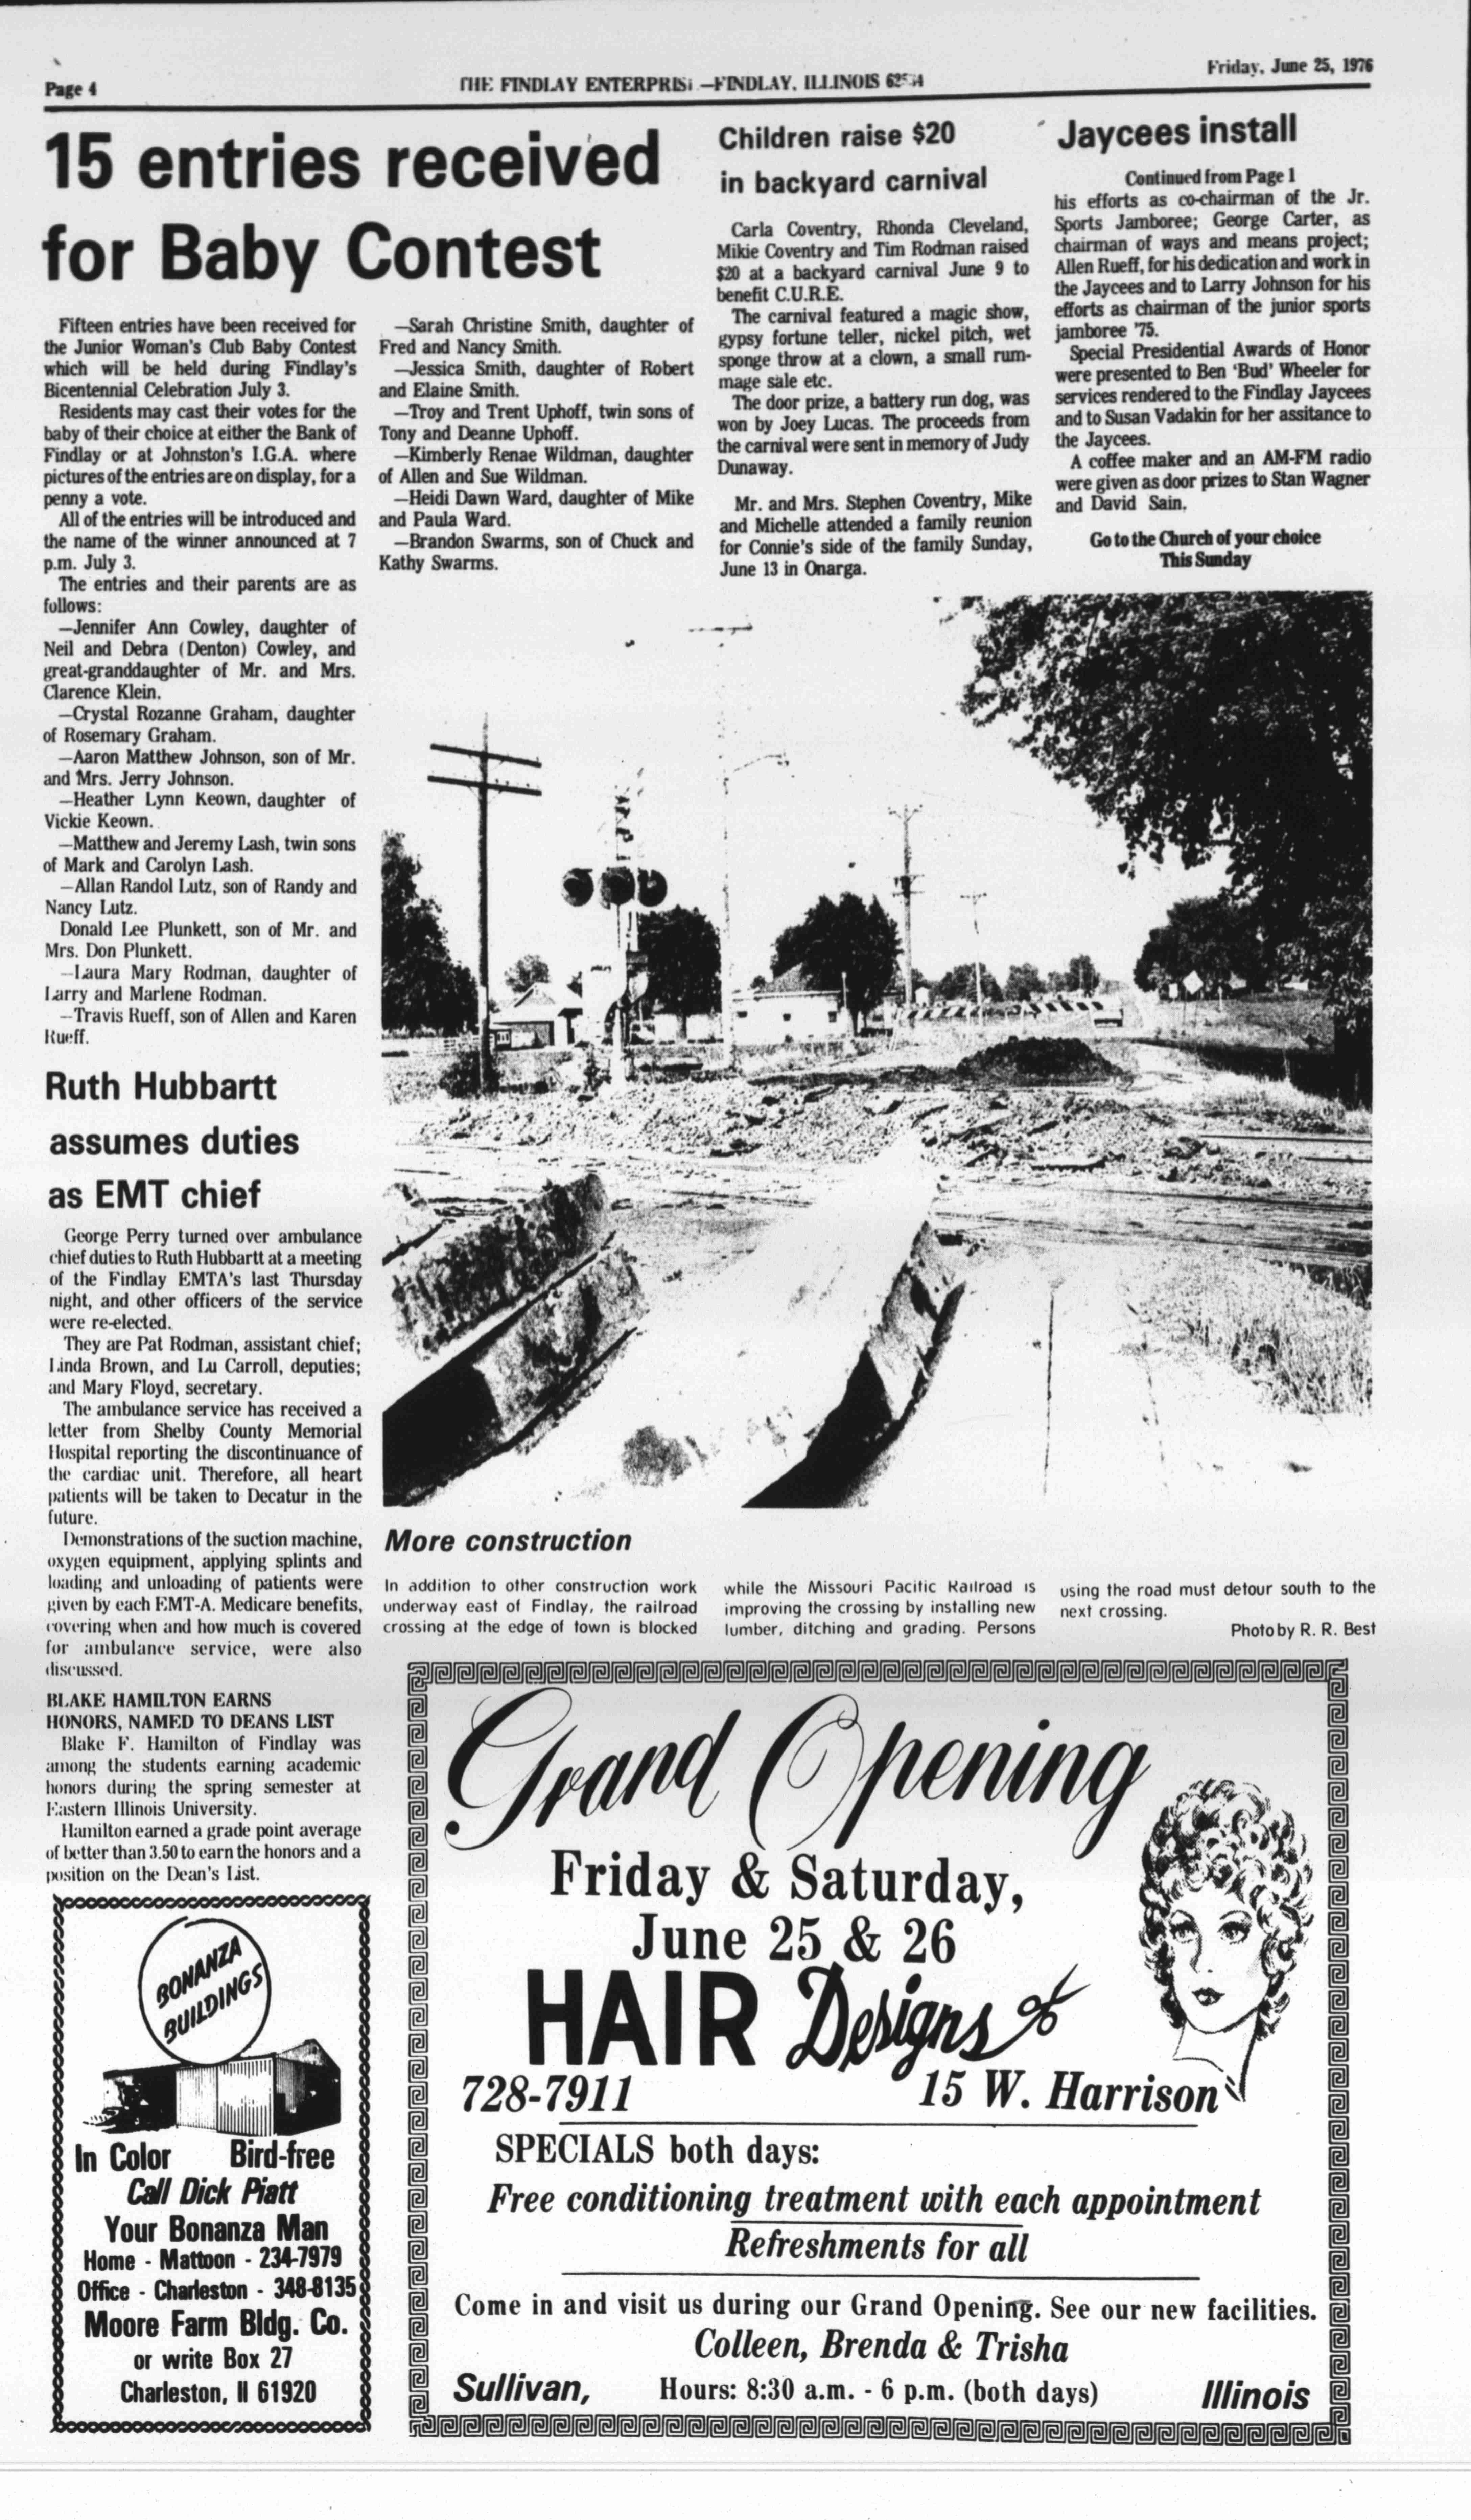 Page 4
THE FINDLAY ENTERPRISE—FINDLAY, ILLINOIS
Friday, June 25, 1976
15 entries received
for Baby Contest
Fifteen entries have been received for
the Junior Woman's Club Baby Contest
which will be held during Findlay's
Bicentennial Celebration July 3.
Residents may cast their votes for the
baby of their choice at either the Bank of
Findlay or at Johnston's I.G.A. where
pictures of the entries are on display, for a
penny a vote.
All of the entries will be introduced and
the name of the winner announced at 7
p.m. July 3.
The entries and their parents are as
follows:
—Jennifer Ann Cowley, daughter of
Neil and Debra (Denton) Cowley, and
great-granddaughter of Mr. and Mrs.
Clarence Klein.
—Crystal Rozanne Graham, daughter
of Rosemary Graham.
—Aaron Matthew Johnson, son of Mr.
and Mrs. Jerry Johnson.
—Heather Lynn Keown, daughter of
Vickie Keown.
—Matthew and Jeremy Lash, twin sons
of Mark and Carolyn Lash.
—Allan Randol Lutz, son of Randy and
Nancy Lutz.
Donald Lee Plunkett, son of Mr. and
Mrs. Don Plunkett.
—Laura Mary Rodman, daughter of
Larry and Marlene Rodman.
—Travis Rueff, son of Allen and Karen
Rueff.
—Sarah Christine Smith, daughter of
Fred and Nancy Smith.
—Jessica Smith, daughter of Robert
and Elaine Smith.
—Troy and Trent Uphoff, twin sons of
Tony and Deanne Uphoff.
—Kimberly Renae Wildman, daughter
of Allen and Sue Wildman.
—Heidi Dawn Ward, daughter of Mike
and Paula Ward.
—Brandon Swarms, son of Chuck and
Kathy Swarms.
Children raise $20
in backyard carnival
Carla Coventry, Rhonda Cleveland,
Mikie Coventry and Tim Rodman raised
$20 at a backyard carnival June 9 to
benefit C.U.R.E.
The carnival featured a magic show,
gypsy fortune teller, nickel pitch, wet
sponge throw at a clown, a small rum-
mage sale etc.
The door prize, a battery run dog, was
won by Joey Lucas. The proceeds from
the carnival were sent in memory of Judy
Dunaway.
Mr. and Mrs. Stephen Coventry, Mike
and Michelle attended a family reunion
for Connie's side of the family Sunday,
June 13 in Onarga.
Jaycees install
Continued from Page 1
his efforts as co-chairman of the Jr.
Sports Jamboree; George Carter, as
chairman of ways and means project;
Allen Rueff, for his dedication and work in
the Jaycees and to Larry Johnson for his
efforts as chairman of the junior sports
jamboree '75.
Special Presidential Awards of Honor
were presented to Ben 'Bud' Wheeler for
services rendered to the Findlay Jaycees
and to Susan Vadakin for her assitance to
the Jaycees.
A coffee maker and an AM-FM radio
were given as door prizes to Stan Wagner
and David Sain.
Go to the Church of your choice
This Sunday
Ruth Hubbartt
assumes duties
as EMT chief
George Perry turned over ambulance
chief duties to Ruth Hubbartt at a meeting
of the Findlay EMTA's last Thursday
night, and other officers of the service
were re-elected.
They are Pat Rodman, assistant chief;
Linda Brown, and Lu Carroll, deputies;
and Mary Floyd, secretary.
The ambulance service has received a
letter from Shelby County Memorial
Hospital reporting the discontinuance of
the cardiac unit. Therefore, all heart
patients will be taken to Decatur in the
future.
Demonstrations of the suction machine,
oxygen equipment, applying splints and
loading and unloading of patients were
given by each EMT-A. Medicare benefits,
covering when and how much is covered
for ambulance service, were also
discussed.
BLAKE HAMILTON EARNS
HONORS, NAMED TO DEANS LIST
Blake F. Hamilton of Findlay was
among the students earning academic
honors during the spring semester at
Eastern Illinois University.
Hamilton earned a grade point average
of better than 3.50 to earn the honors and a
position on the Dean's List.
More construction
In addition to other construction work
underway east of Findlay, the railroad
crossing at the edge of town is blocked
while the Missouri Pacific Railroad is
improving the crossing by installing new
lumber, ditching and grading. Persons
using the road must detour south to the
next crossing.
Photo by R. R. Best
BONANZA
BUILDINGS
In Color Bird-free
Call Dick Piatt
Your Bonanza Man
Home - Mattoon - 234-7979
Office - Charleston - 348-8135
Moore Farm Bldg. Co.
or write Box 27
Charleston, Il 61920
Grand Opening
Friday & Saturday,
June 25 & 26
HAIR Designs
728-7911 15 W. Harrison
SPECIALS both days:
Free conditioning treatment with each appointment
Refreshments for all
Come in and visit us during our Grand Opening. See our new facilities.
Colleen, Brenda & Trisha
Sullivan, Hours: 8:30 a.m. - 6 p.m. (both days) Illinois